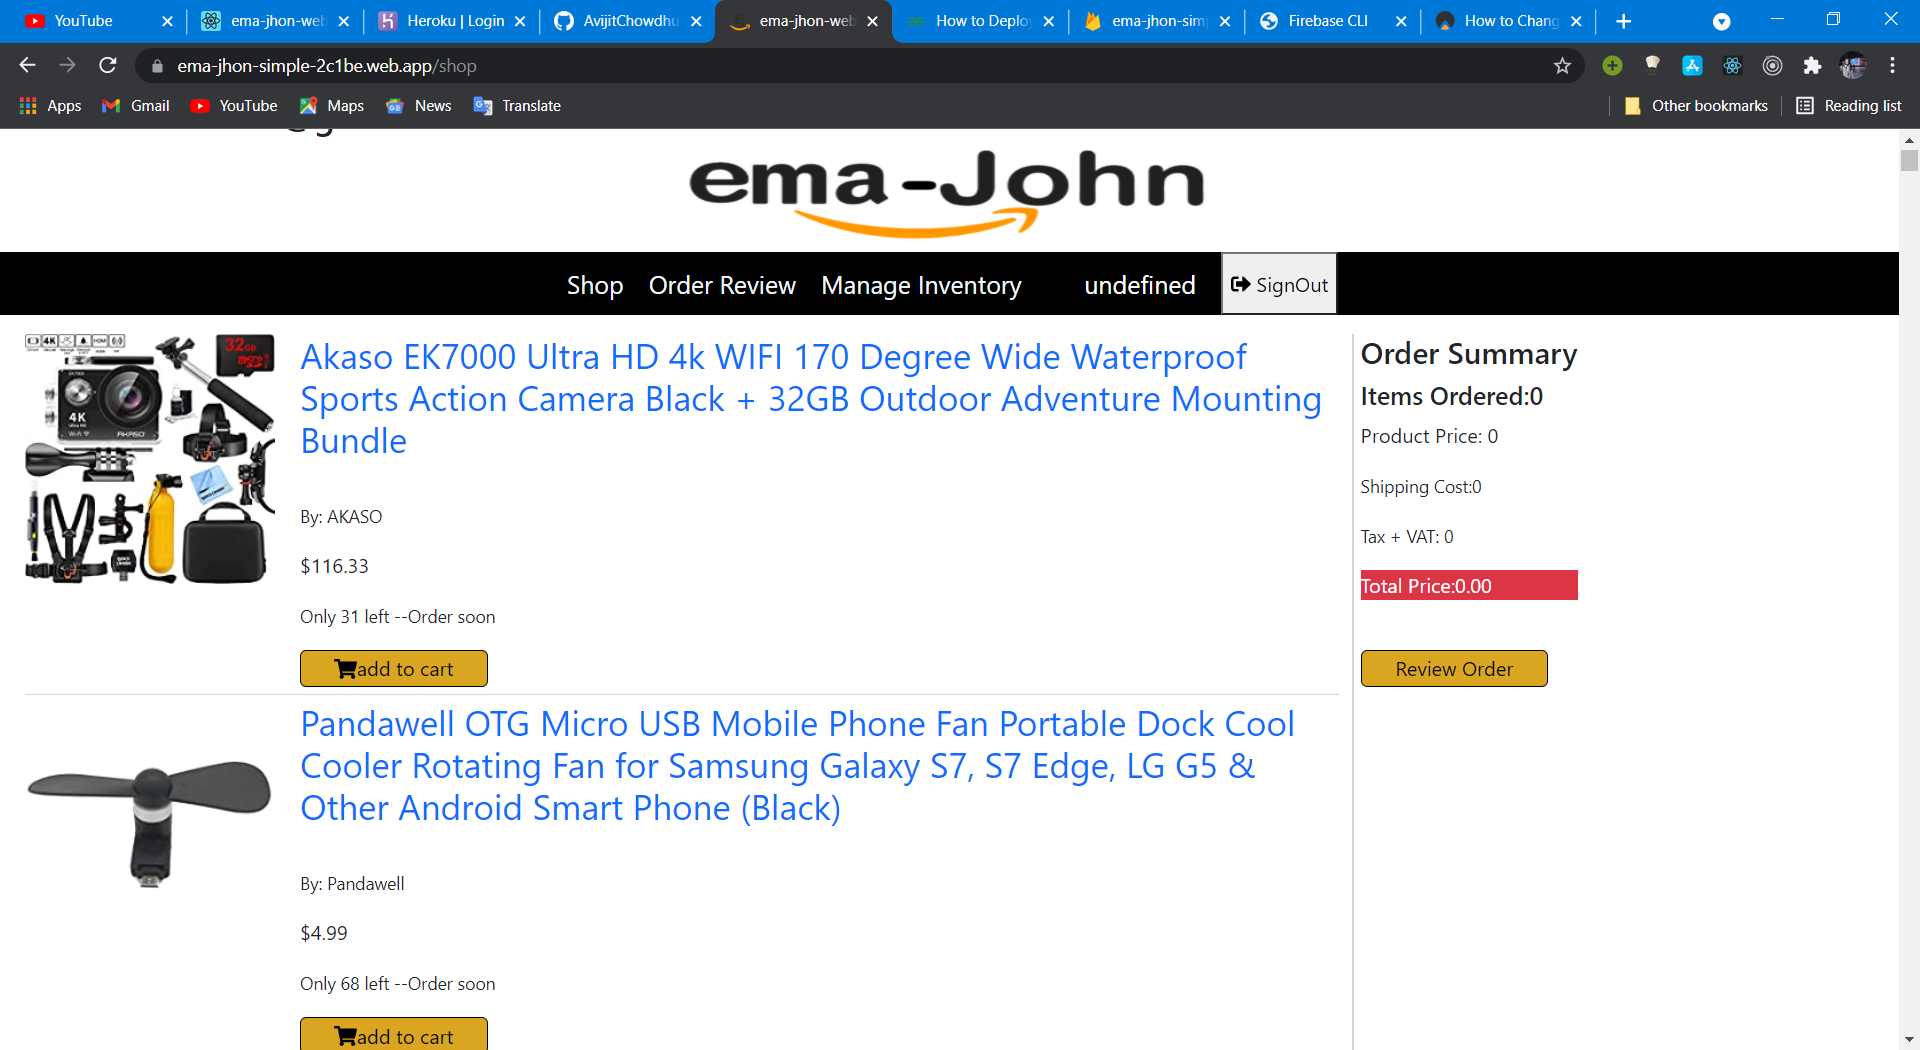 YouTube
ema-jhon-web
Heroku | Login
AvijitChowdhu
ema-jhon-web
How to Deplo
ema-jhon-sim
Firebase CLI
How to Chang
ema-jhon-simple-2c1be.web.app/shop
Apps
Gmail
YouTube
Maps
News
Translate
Other bookmarks
Reading list
ema-John
Shop
Order Review
Manage Inventory
undefined
SignOut
Akaso EK7000 Ultra HD 4k WIFI 170 Degree Wide Waterproof
Sports Action Camera Black + 32GB Outdoor Adventure Mounting
Bundle
By: AKASO
$116.33
Only 31 left --Order soon
add to cart
Order Summary
Items Ordered:0
Product Price: 0
Shipping Cost:0
Tax + VAT: 0
Total Price:0.00
Review Order
32GB
4K
AKASO
Pandawell OTG Micro USB Mobile Phone Fan Portable Dock Cool
Cooler Rotating Fan for Samsung Galaxy S7, S7 Edge, LG G5 &
Other Android Smart Phone (Black)
By: Pandawell
$4.99
Only 68 left --Order soon
add to cart